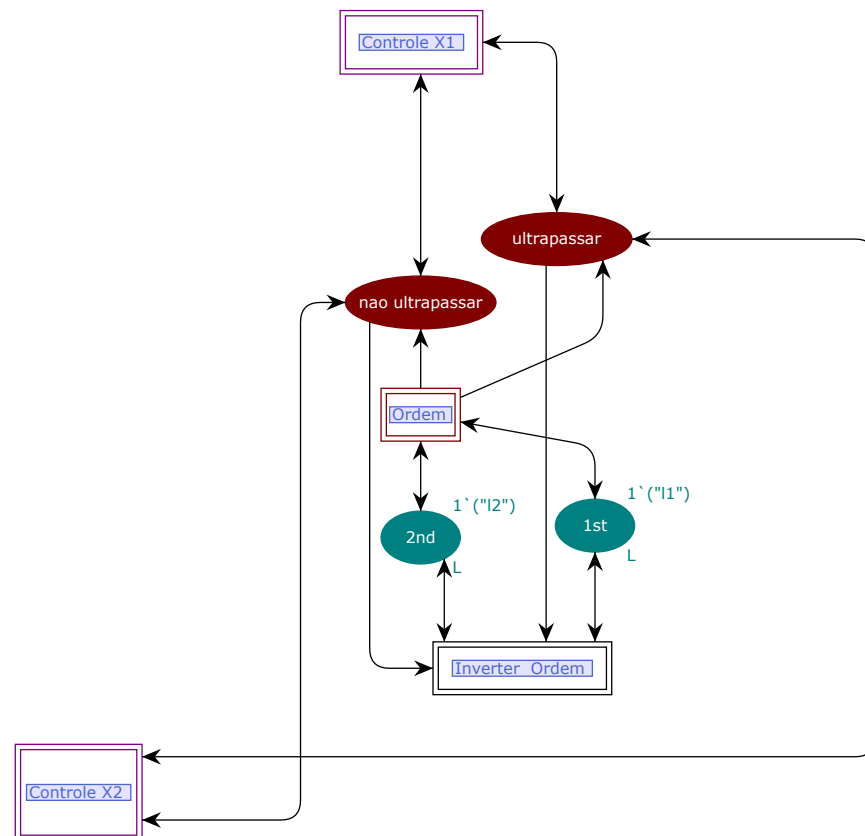 Controle X1
ultrapassar
nao ultrapassar
Ordem
1`("l2")
1`("l1")
2nd
1st
L
L
Inverter Ordem
Controle X2